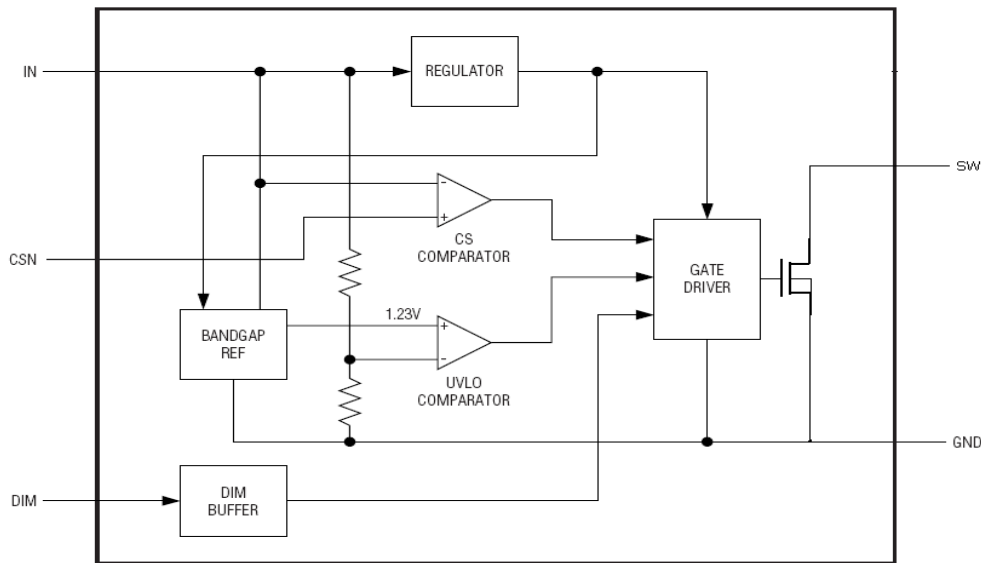 IN
REGULATOR
SW
-
+
CS
COMPARATOR
CSN
GATE
DRIVER
1.23V
BANDGAP
REF
+
-
UVLO
COMPARATOR
GND
DIM
DIM
BUFFER